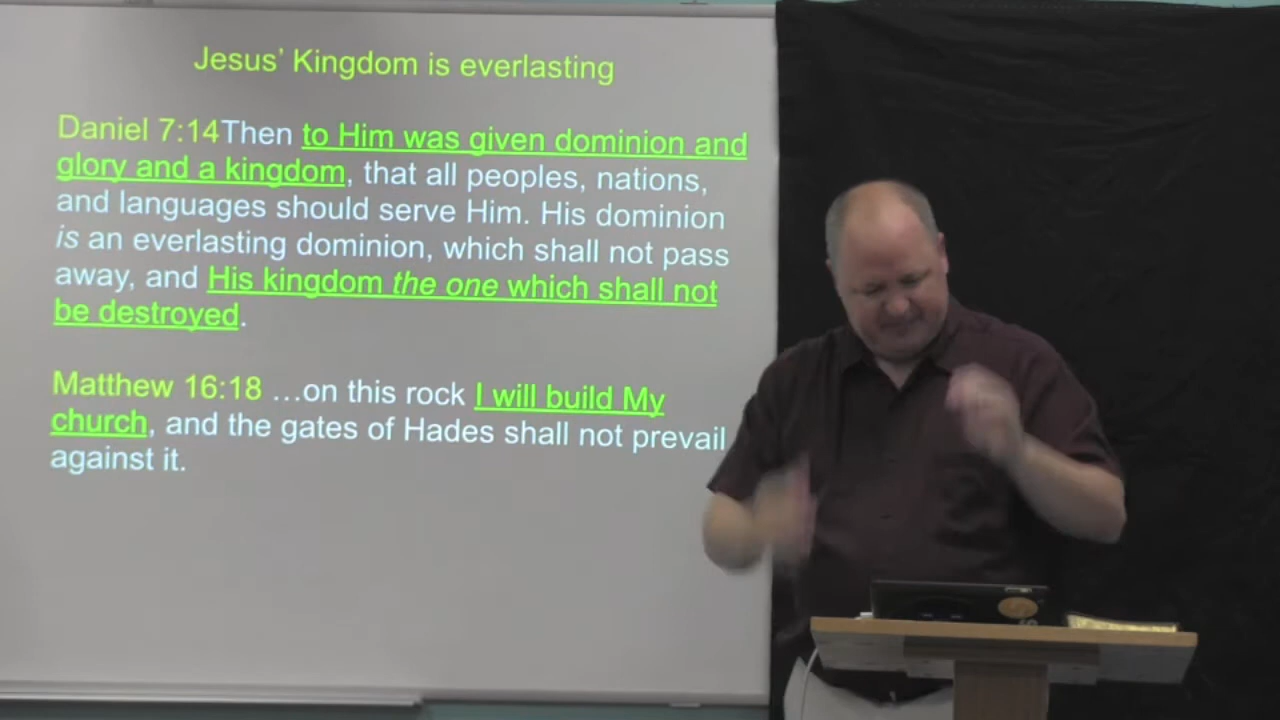 Jesus’ Kingdom is everlasting
Daniel 7:14Then to Him was given dominion and
glory and a kingdom, that all peoples, nations,
and languages should serve Him. His dominion
is an everlasting dominion, which shall not pass
away, and His kingdom the one which shall not
be destroyed.
Matthew 16:18 …on this rock I will build My
church, and the gates of Hades shall not prevail
against it.